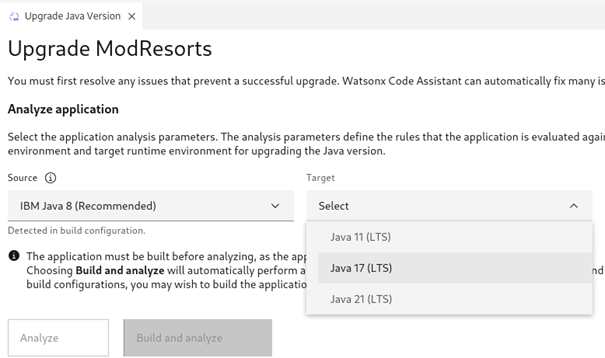 Upgrade Java Version
Upgrade ModResorts
You must first resolve any issues that prevent a successful upgrade. Watsonx Code Assistant can automatically fix many is
Analyze application
Select the application analysis parameters. The analysis parameters define the rules that the application is evaluated agai
environment and target runtime environment for upgrading the Java version.
Source Target
IBM Java 8 (Recommended) Select
Detected in build configuration.
Java 11 (LTS)
The application must be built before analyzing, as the app
Java 17 (LTS)
Choosing Build and analyze will automatically perform a nd
build configurations, you may wish to build the applicatio
Java 21 (LTS)
Analyze Build and analyze